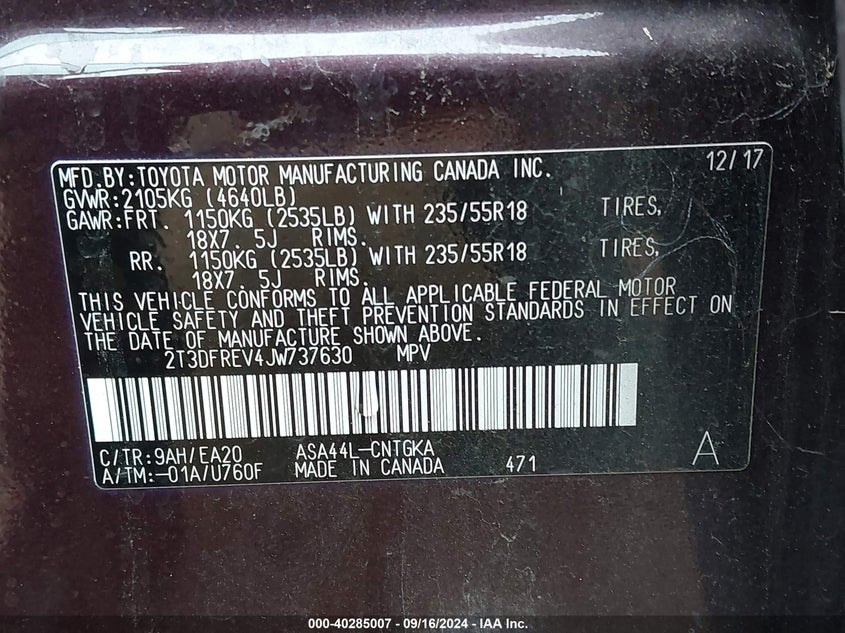 MFD.BY:TOYOTA MOTOR MANUFACTURING CANADA INC. 12/17
GVWR:2105KG (4640LB)
GAWR:FRT. 1150KG (2535LB) WITH 235/55R18 TIRES,
18X7. 5J RIMS.
RR. 1150KG (2535LB) WITH 235/55R18 TIRES,
18X7. 5J RIMS.
THIS VEHICLE CONFORMS TO ALL APPLICABLE FEDERAL MOTOR
VEHICLE SAFETY AND THEFT PREVENTION STANDARDS IN EFFECT ON
THE DATE OF MANUFACTURE SHOWN ABOVE.
2T3DFREV4JW737630 MPV
C/TR:9AH/EA20 ASA44L-CNTGKA
A/TM:-01A/U760F MADE IN CANADA 471 A
000-40285007 - 09/16/2024 - IAA Inc.